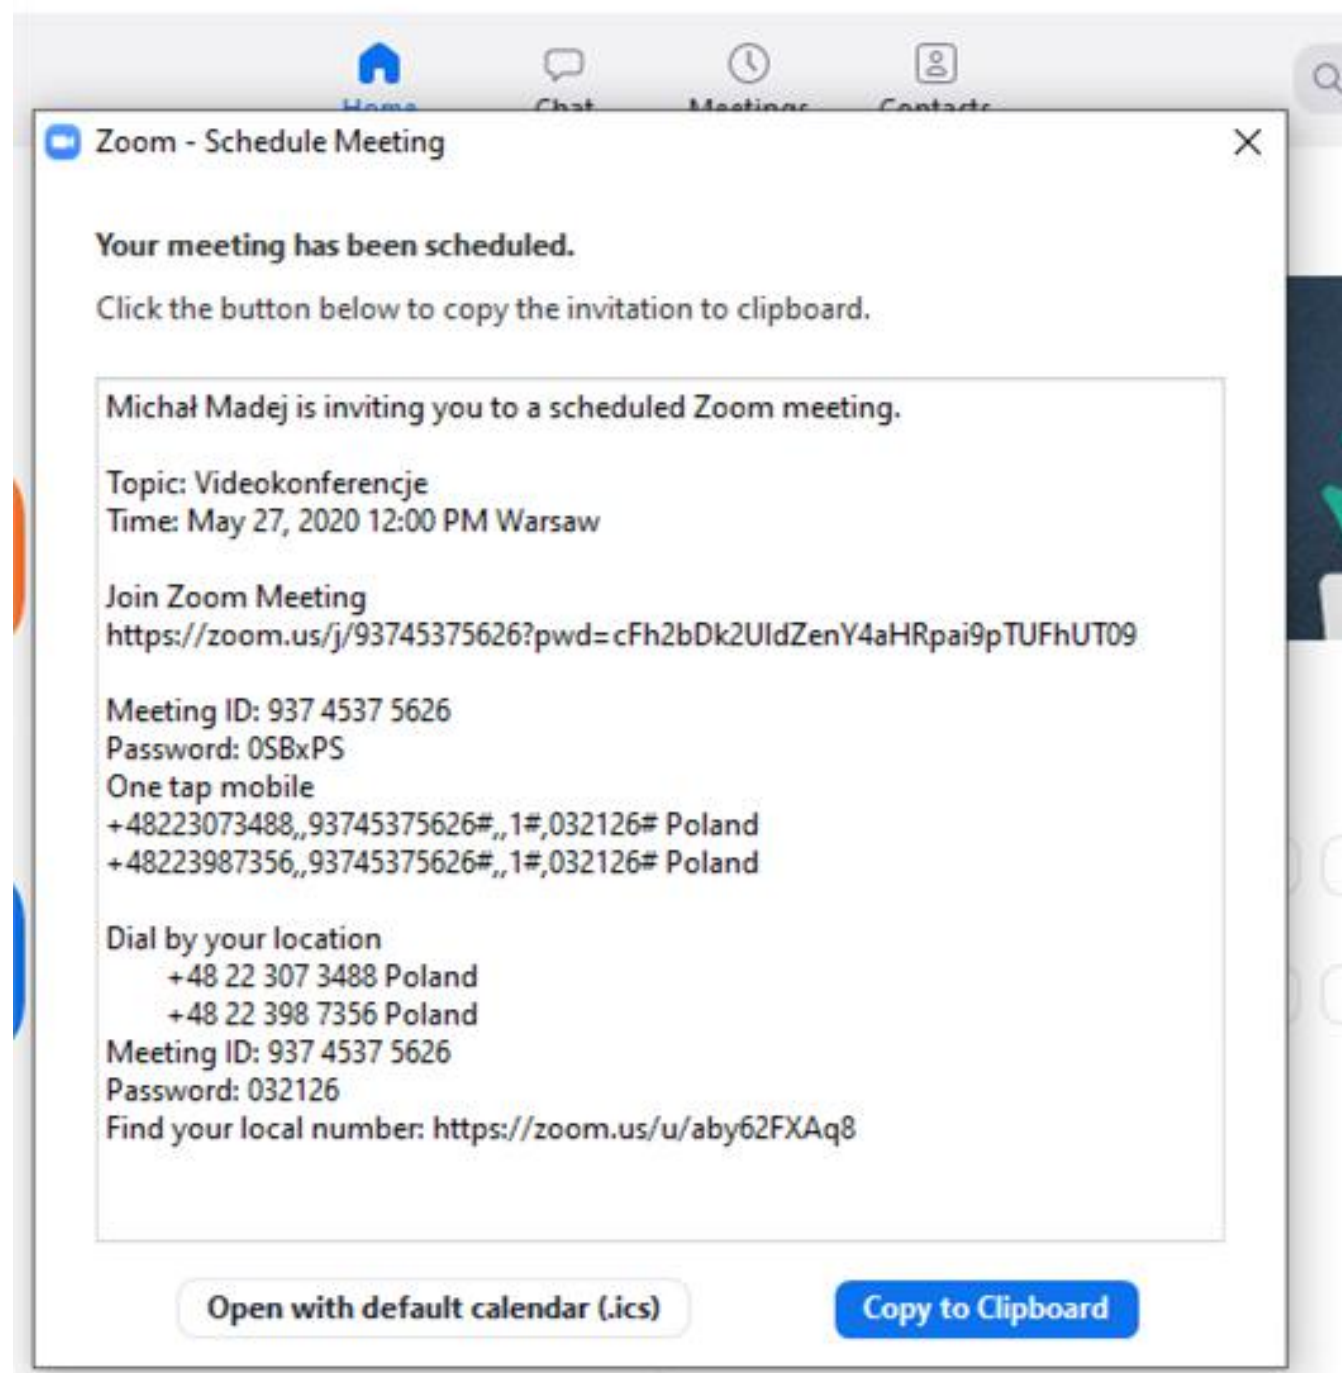 Home Chat Meetings Contacts
Zoom - Schedule Meeting
Your meeting has been scheduled.
Click the button below to copy the invitation to clipboard.
Michał Madej is inviting you to a scheduled Zoom meeting.
Topic: Videokonferencje
Time: May 27, 2020 12:00 PM Warsaw
Join Zoom Meeting
https://zoom.us/j/93745375626?pwd=cFh2bDk2UldZenY4aHRpai9pTUFhUT09
Meeting ID: 937 4537 5626
Password: 0SBxPS
One tap mobile
+48223073488,,93745375626#,,1#,032126# Poland
+48223987356,,93745375626#,,1#,032126# Poland
Dial by your location
+48 22 307 3488 Poland
+48 22 398 7356 Poland
Meeting ID: 937 4537 5626
Password: 032126
Find your local number: https://zoom.us/u/aby62FXAq8
Open with default calendar (.ics) Copy to Clipboard